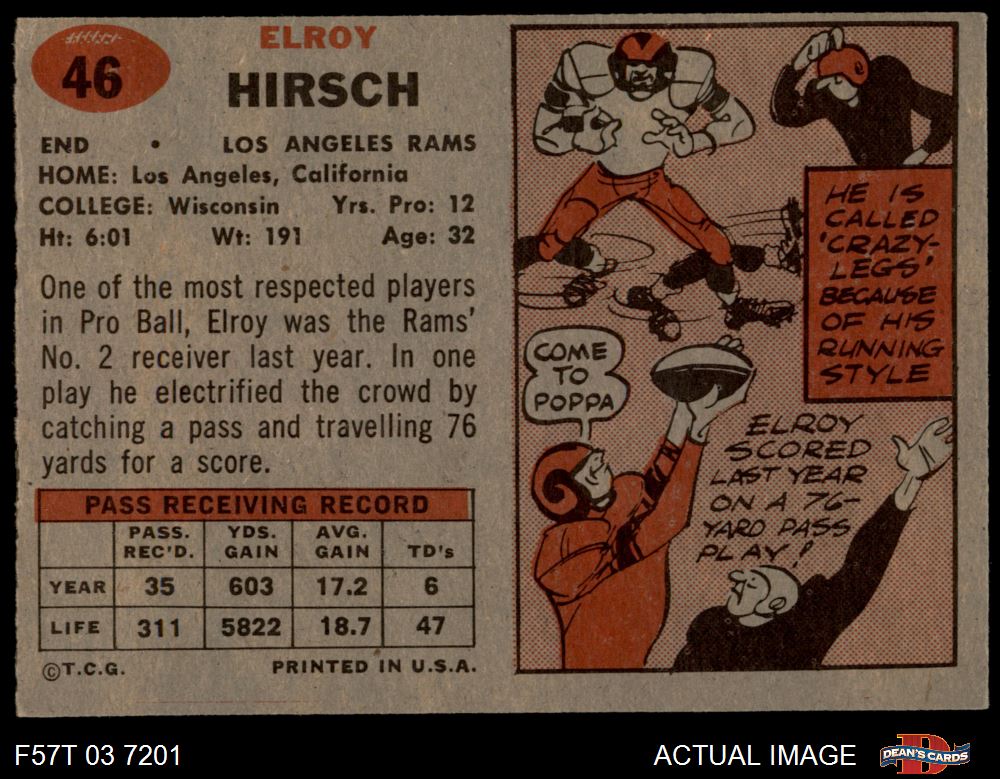 46
ELROY
HIRSCH
END • LOS ANGELES RAMS
HOME: Los Angeles, California
COLLEGE: Wisconsin Yrs. Pro: 12
Ht: 6:01 Wt: 191 Age: 32
One of the most respected players
in Pro Ball, Elroy was the Rams'
No. 2 receiver last year. In one
play he electrified the crowd by
catching a pass and travelling 76
yards for a score.
PASS RECEIVING RECORD
PASS. REC'D. YDS. GAIN AVG. GAIN TD's
YEAR 35 603 17.2 6
LIFE 311 5822 18.7 47
©T.C.G. PRINTED IN U.S.A.
HE IS
CALLED
'CRAZY-
LEGS'
BECAUSE
OF HIS
RUNNING
STYLE
COME
TO
POPPA
ELROY
SCORED
LAST YEAR
ON A 76-
YARD PASS
PLAY!
F57T 03 7201 ACTUAL IMAGE DEAN'S CARDS